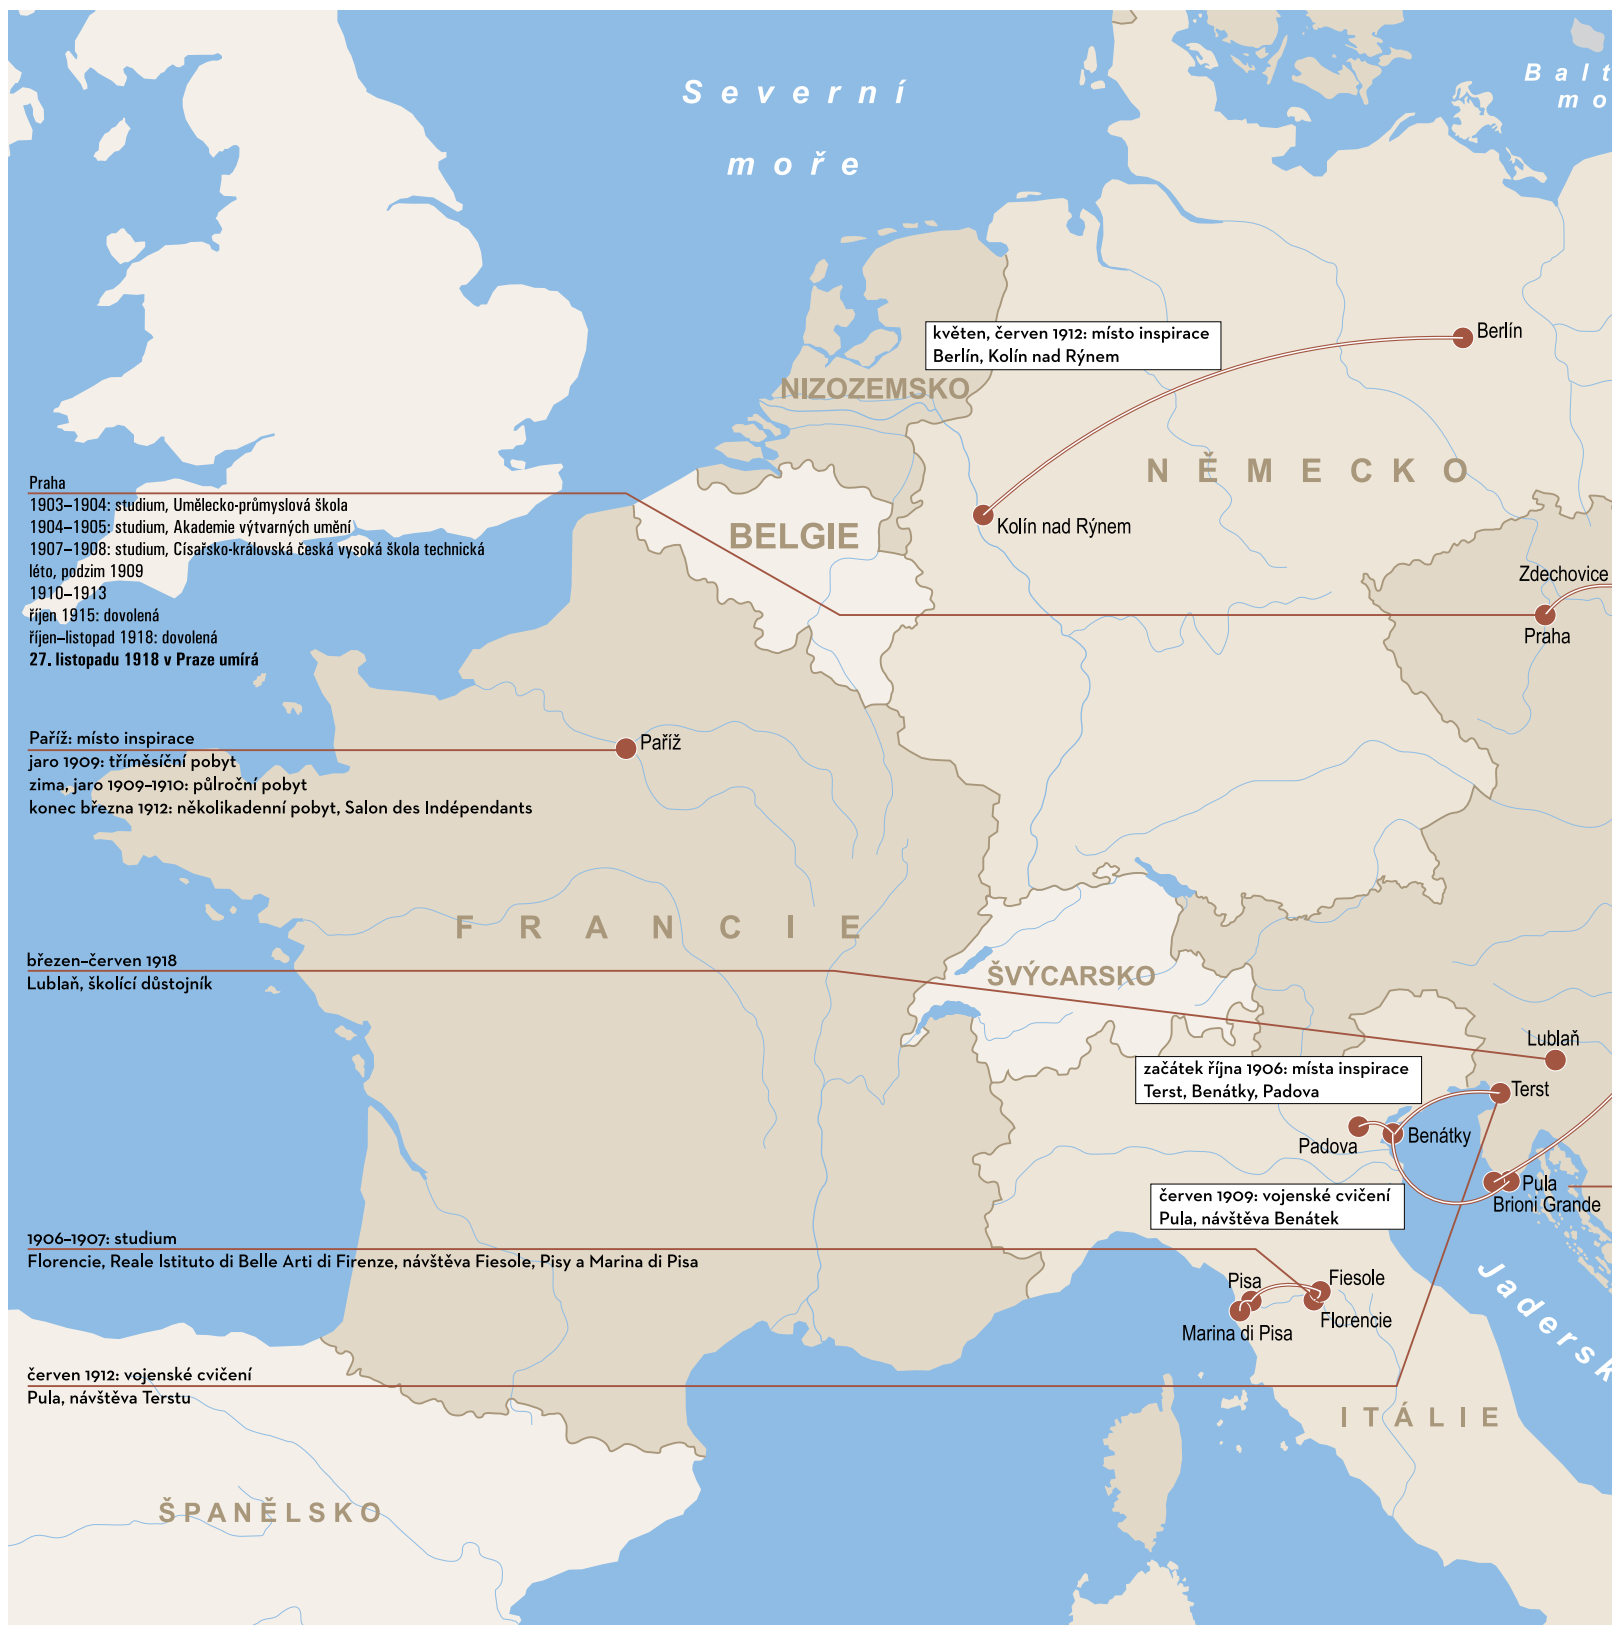 Severní
moře
Balt
mo
květen, červen 1912: místo inspirace
Berlín, Kolín nad Rýnem
Berlín
NIZOZEMSKO
NĚMECKO
Praha
1903–1904: studium, Umělecko-průmyslová škola
1904–1905: studium, Akademie výtvarných umění
1907–1908: studium, Císařsko-královská česká vysoká škola technická
léto, podzim 1909
1910–1913
říjen 1915: dovolená
říjen–listopad 1918: dovolená
27. listopadu 1918 v Praze umírá
BELGIE
Kolín nad Rýnem
Zdechovice
Praha
Paříž: místo inspirace
jaro 1909: tříměsíční pobyt
zima, jaro 1909–1910: půlroční pobyt
konec března 1912: několikadenní pobyt, Salon des Indépendants
Paříž
FRANCIE
březen–červen 1918
Lublaň, školící důstojník
ŠVÝCARSKO
Lublaň
začátek října 1906: místa inspirace
Terst, Benátky, Padova
Terst
Padova
Benátky
červen 1909: vojenské cvičení
Pula, návštěva Benátek
Pula
Brioni Grande
1906–1907: studium
Florencie, Reale Istituto di Belle Arti di Firenze, návštěva Fiesole, Pisy a Marina di Pisa
Pisa
Fiesole
Florencie
Marina di Pisa
Jadersk
červen 1912: vojenské cvičení
Pula, návštěva Terstu
ITÁLIE
ŠPANĚLSKO